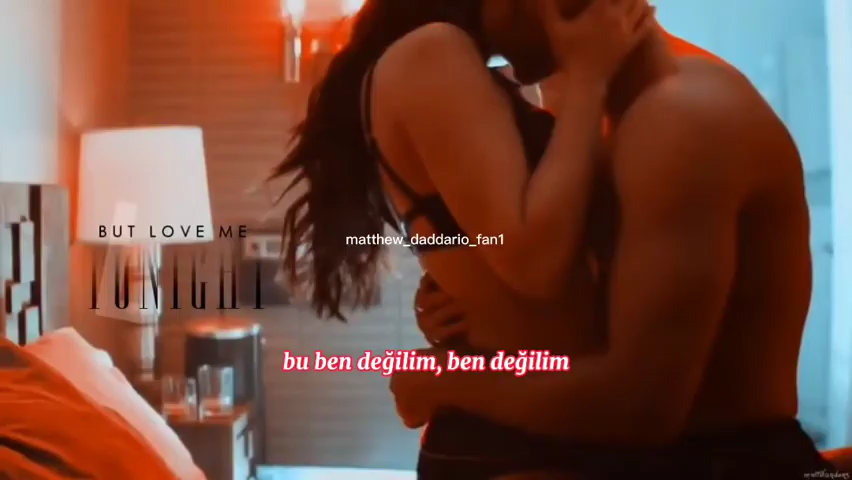 BUT LOVE ME
TONIGHT
matthew_daddario_fan1
bu ben değilim, ben değilim